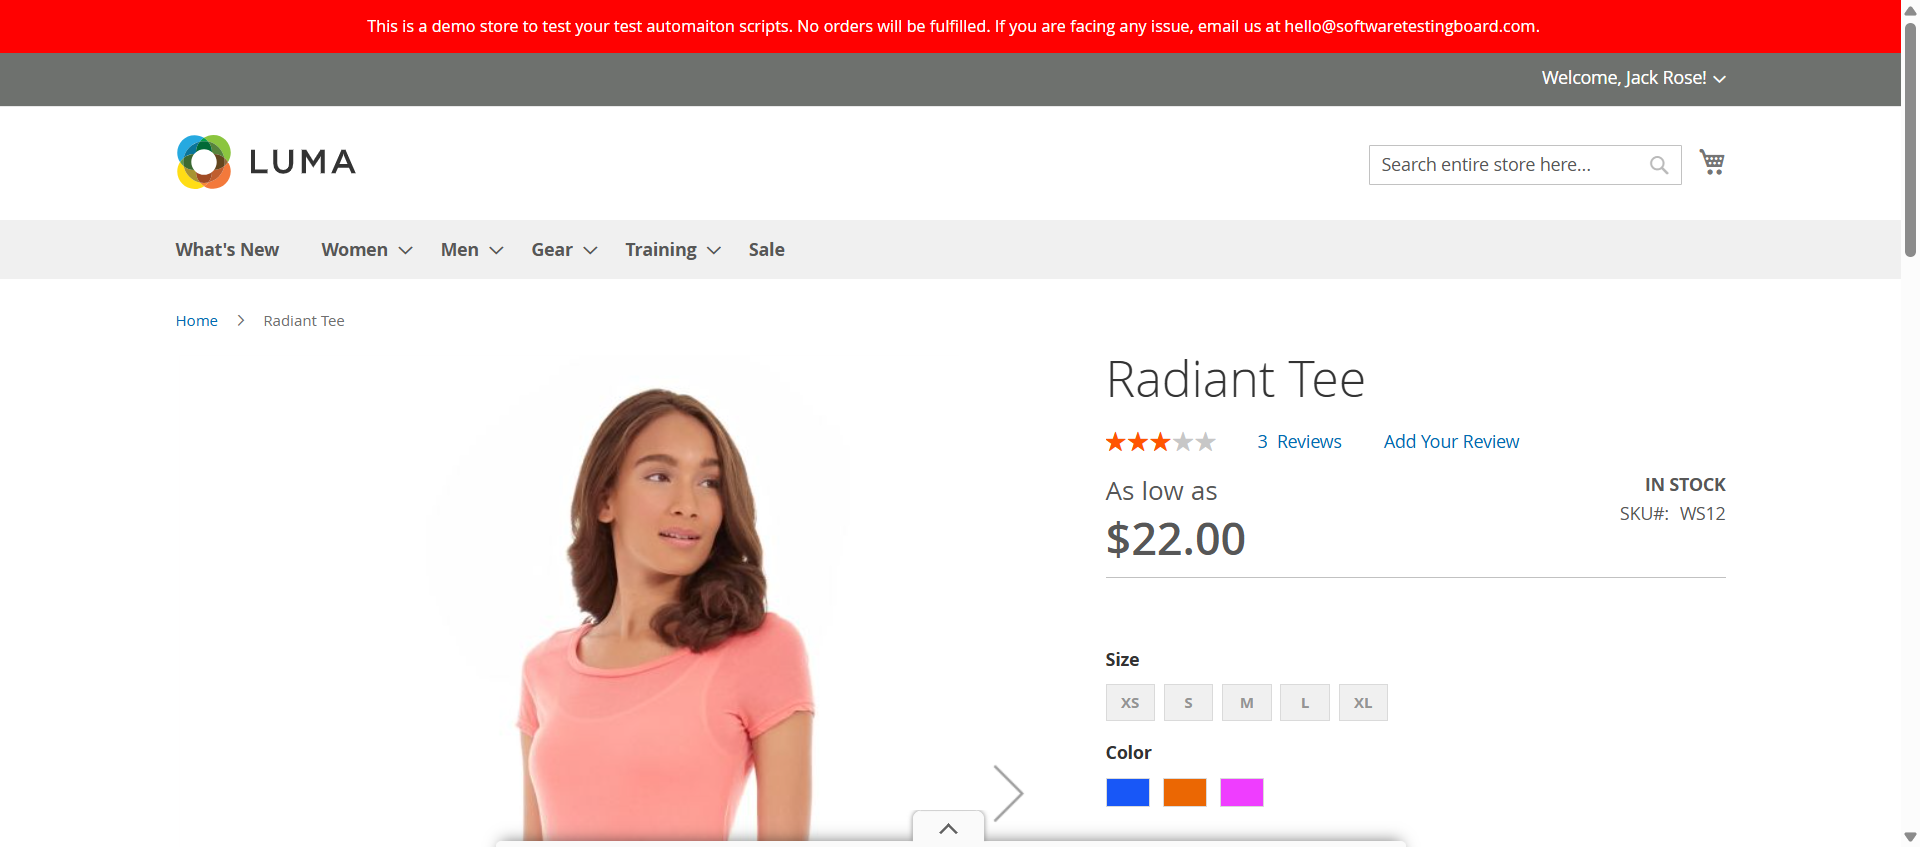 This is a demo store to test your test automaiton scripts. No orders will be fulfilled. If you are facing any issue, email us at hello@softwaretestingboard.com.
Welcome, Jack Rose!
LUMA
Search entire store here...
What's New Women Men Gear Training Sale
Home Radiant Tee
Radiant Tee
3 Reviews Add Your Review
As low as
$22.00
IN STOCK
SKU#: WS12
Size
XS S M L XL
Color